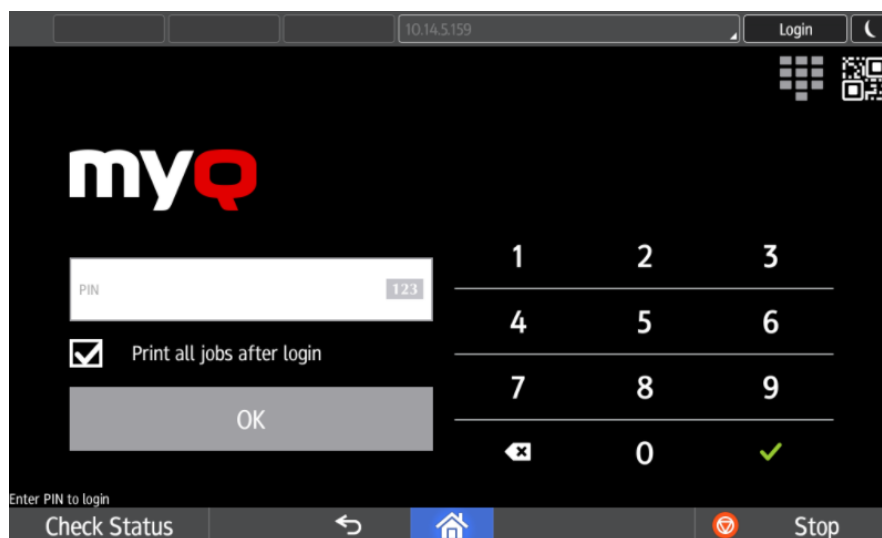 10.14.5.159 Login
myQ
1 2 3
PIN 123
4 5 6
Print all jobs after login
7 8 9
OK
0
Enter PIN to login
Check Status Stop